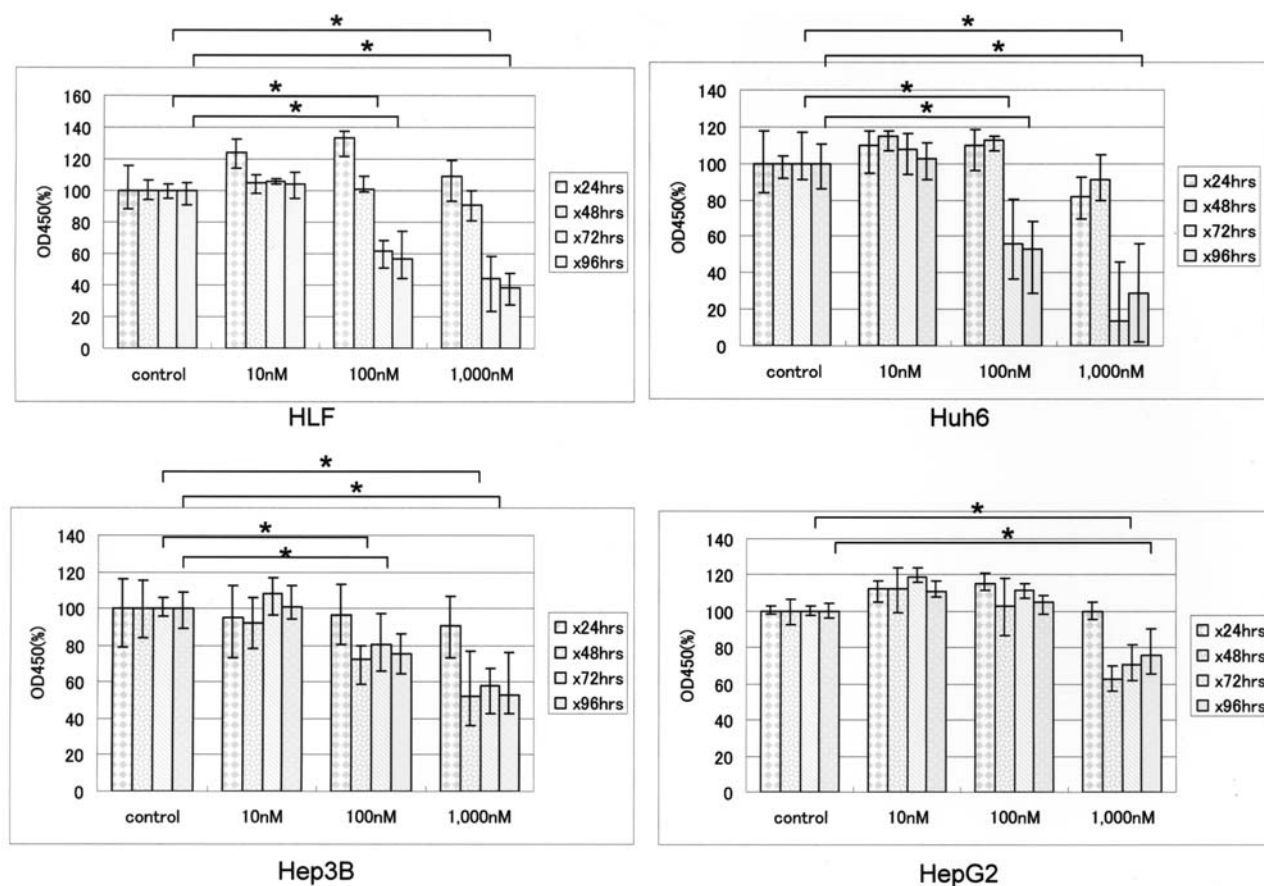 *
*
*
*
160
140
120
100
80
60
40
20
0
OD450(%)
control
10nM
100nM
1,000nM
x24hrs
x48hrs
x72hrs
x96hrs
HLF
*
*
*
*
140
120
100
80
60
40
20
0
OD450(%)
control
10nM
100nM
1,000nM
x24hrs
x48hrs
x72hrs
x96hrs
Huh6
*
*
*
*
140
120
100
80
60
40
20
0
OD450(%)
control
10nM
100nM
1,000nM
x24hrs
x48hrs
x72hrs
x96hrs
Hep3B
*
*
140
120
100
80
60
40
20
0
OD450(%)
control
10nM
100nM
1,000nM
x24hrs
x48hrs
x72hrs
x96hrs
HepG2